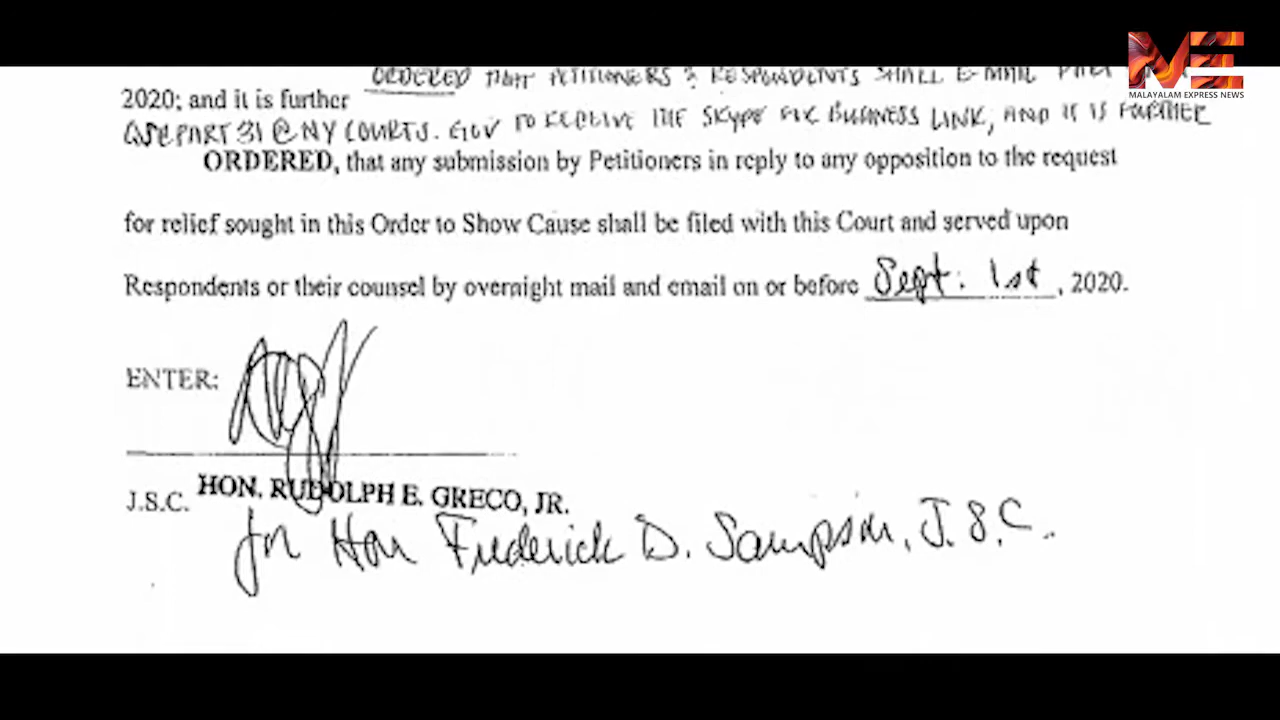 ME
MALAYALAM EXPRESS NEWS
ORDERED THAT PETITIONERS & RESPONDENTS SHALL E-MAIL PART
2020; and it is further
QSCPART31@NYCOURTS.GOV TO RECEIVE THE SKYPE FOR BUSINESS LINK, AND IT IS FURTHER
ORDERED, that any submission by Petitioners in reply to any opposition to the request
for relief sought in this Order to Show Cause shall be filed with this Court and served upon
Respondents or their counsel by overnight mail and email on or before Sept. 1st, 2020.
ENTER:
J.S.C. HON. RUDOLPH E. GRECO, JR.
for Hon Frederick D. Sampson, J.S.C.